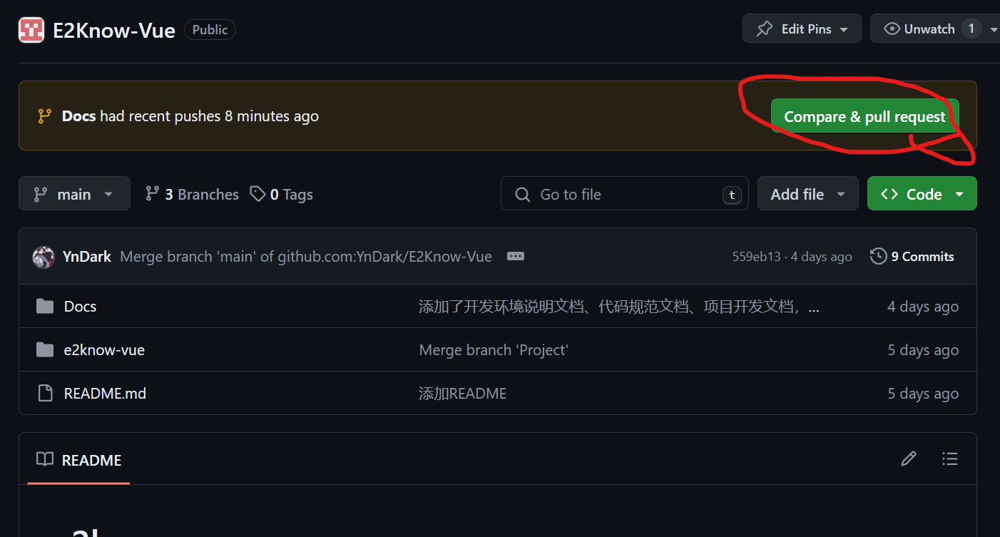 E2Know-Vue Public Edit Pins Unwatch 1
Docs had recent pushes 8 minutes ago Compare & pull request
main 3 Branches 0 Tags Go to file t Add file <> Code
YnDark Merge branch 'main' of github.com:YnDark/E2Know-Vue 559eb13 · 4 days ago 9 Commits
Docs 添加了开发环境说明文档、代码规范文档、项目开发文档，... 4 days ago
e2know-vue Merge branch 'Project' 5 days ago
README.md 添加README 5 days ago
README